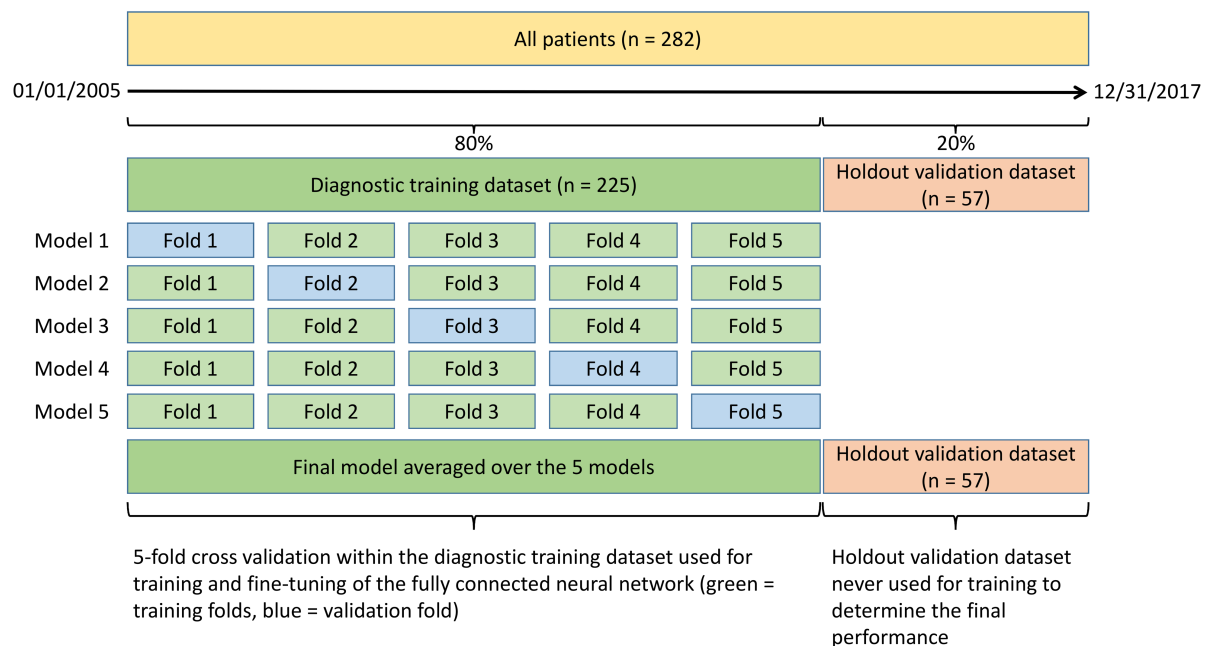 All patients (n = 282)
01/01/2005
12/31/2017
80%
20%
Diagnostic training dataset (n = 225)
Holdout validation dataset
(n = 57)
Model 1 Fold 1 Fold 2 Fold 3 Fold 4 Fold 5
Model 2 Fold 1 Fold 2 Fold 3 Fold 4 Fold 5
Model 3 Fold 1 Fold 2 Fold 3 Fold 4 Fold 5
Model 4 Fold 1 Fold 2 Fold 3 Fold 4 Fold 5
Model 5 Fold 1 Fold 2 Fold 3 Fold 4 Fold 5
Final model averaged over the 5 models
Holdout validation dataset
(n = 57)
5-fold cross validation within the diagnostic training dataset used for
training and fine-tuning of the fully connected neural network (green =
training folds, blue = validation fold)
Holdout validation dataset
never used for training to
determine the final
performance